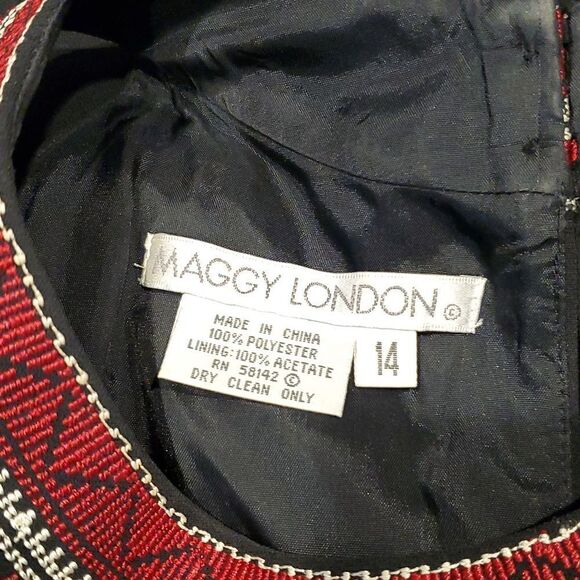 MAGGY LONDON ©
MADE IN CHINA
100% POLYESTER
LINING:100% ACETATE
RN 58142 ©
DRY CLEAN ONLY
14